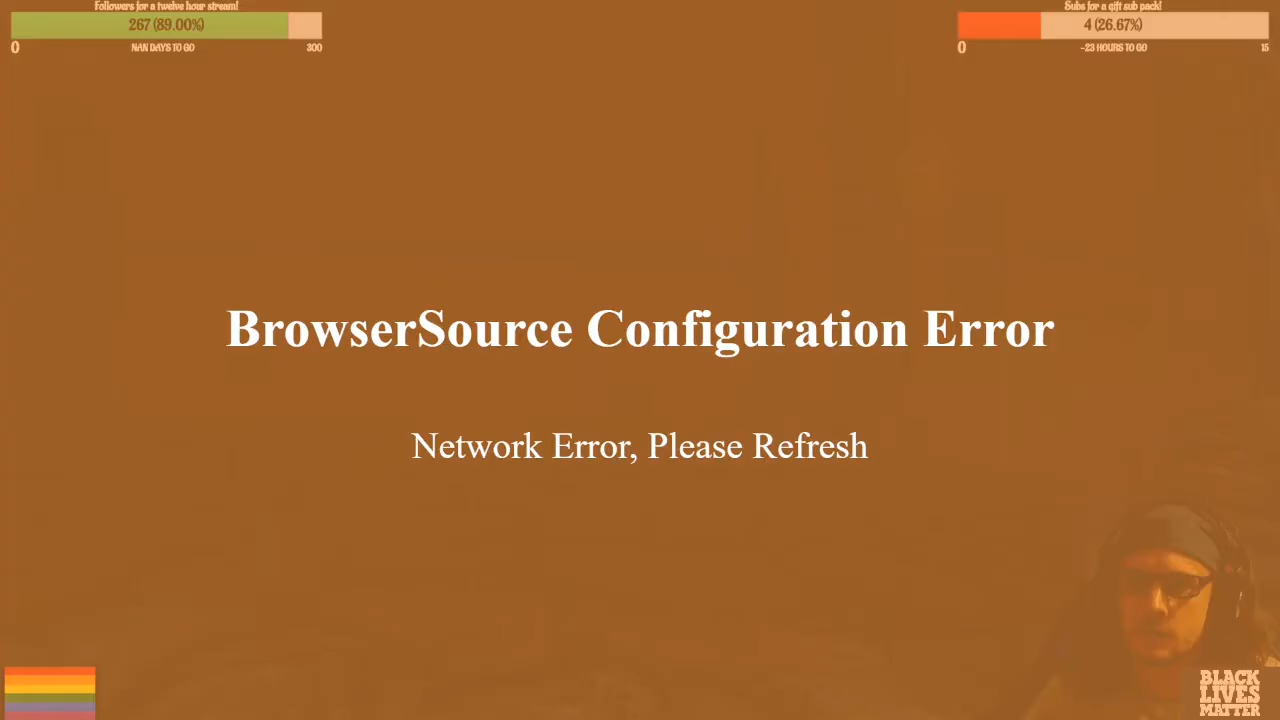 Followers for a twelve hour stream!
267 (89.00%)
0
NAN DAYS TO GO
300
Subs for a gift sub pack!
4 (26.67%)
0
-23 HOURS TO GO
15
BrowserSource Configuration Error
Network Error, Please Refresh
BLACK
LIVES
MATTER